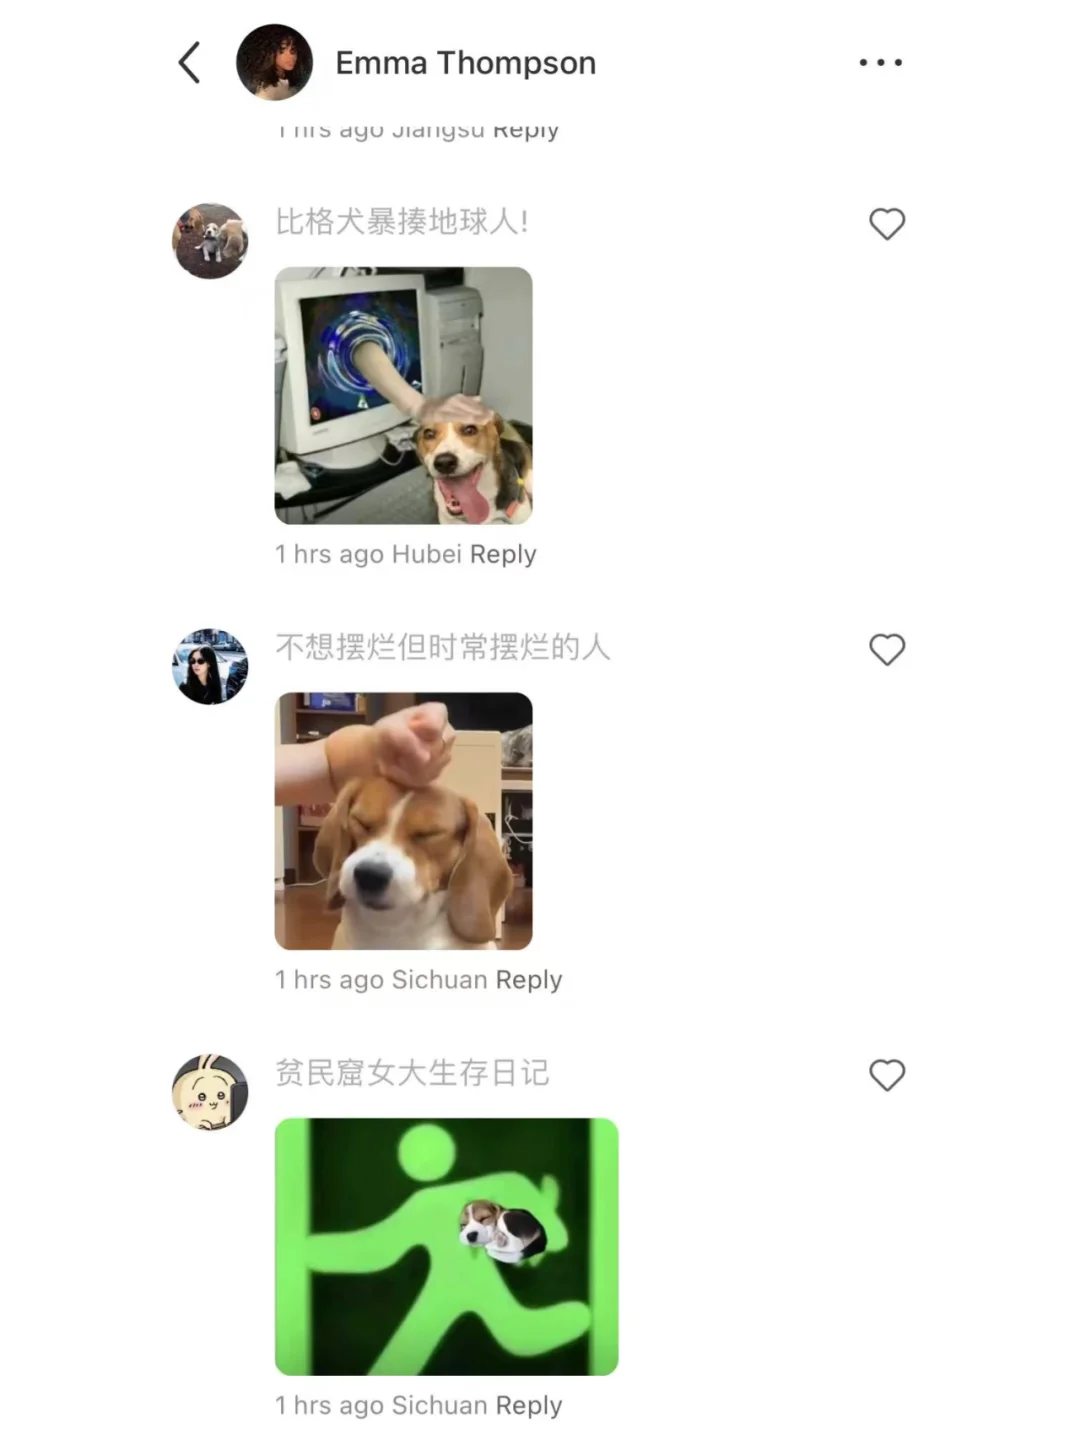 Emma Thompson
1 hrs ago Jiangsu Reply
比格犬暴揍地球人!
1 hrs ago Hubei Reply
不想摆烂但时常摆烂的人
1 hrs ago Sichuan Reply
贫民窟女大生存日记
1 hrs ago Sichuan Reply